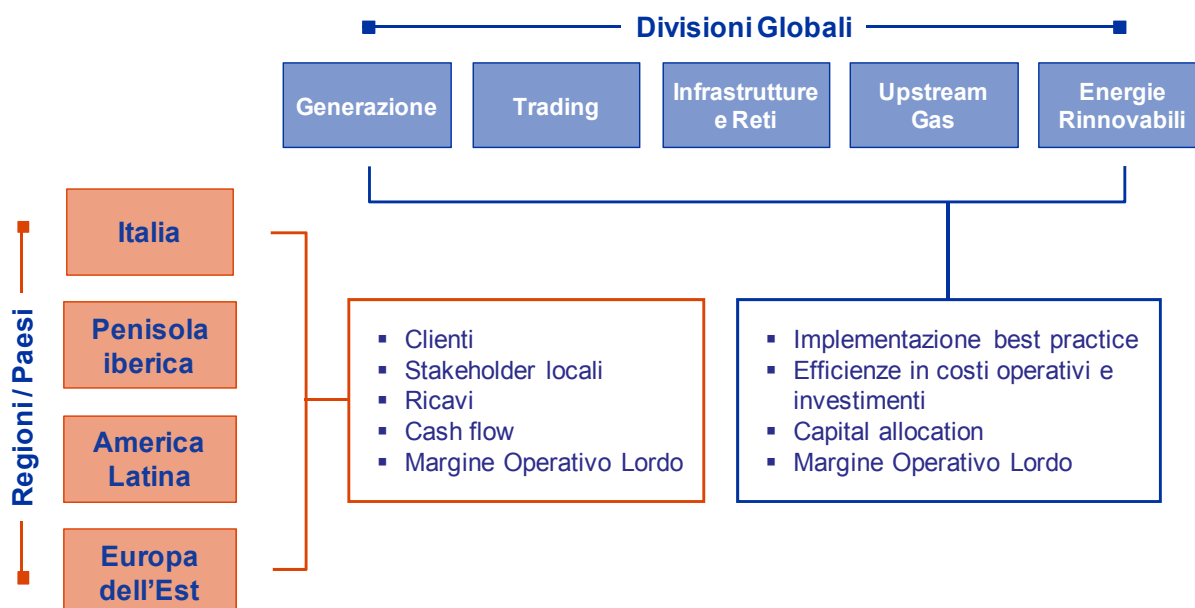 Divisioni Globali
Generazione
Trading
Infrastrutture
e Reti
Upstream
Gas
Energie
Rinnovabili
Regioni / Paesi
Italia
Penisola
iberica
America
Latina
Europa
dell'Est
▪ Clienti
▪ Stakeholder locali
▪ Ricavi
▪ Cash flow
▪ Margine Operativo Lordo
▪ Implementazione best practice
▪ Efficienze in costi operativi e
investimenti
▪ Capital allocation
▪ Margine Operativo Lordo